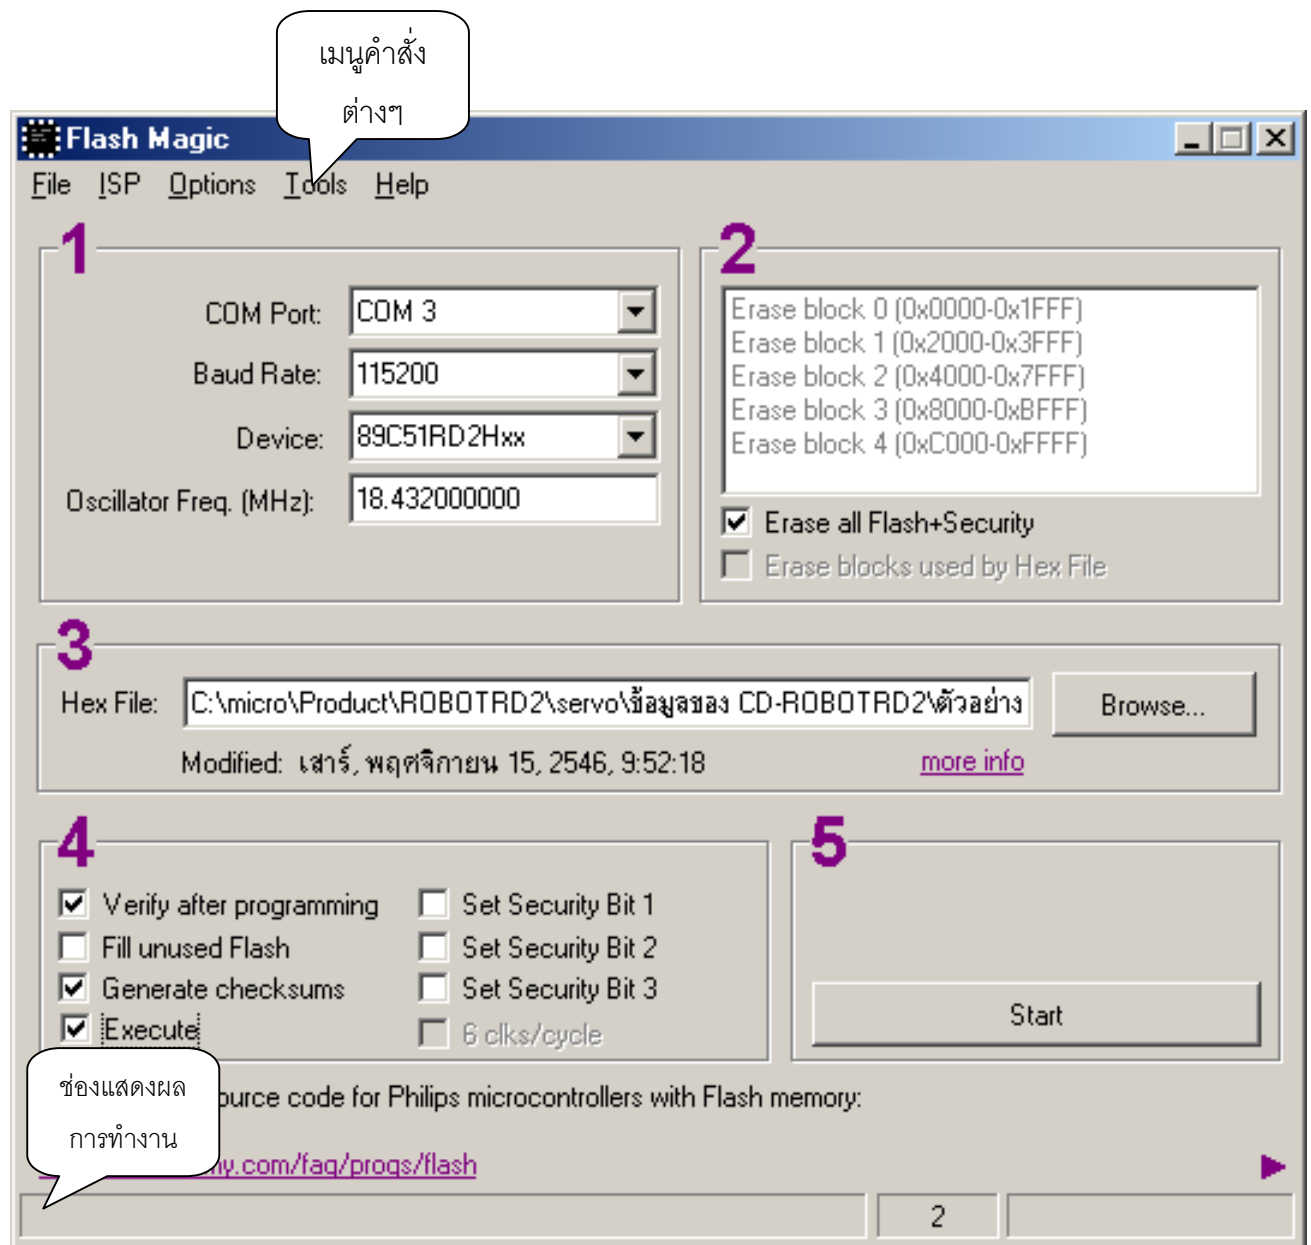 เมนูคำสั่ง
ต่างๆ
Flash Magic
File ISP Options Tools Help
1
COM Port: COM 3
Baud Rate: 115200
Device: 89C51RD2Hxx
Oscillator Freq. (MHz): 18.432000000
2
Erase block 0 (0x0000-0x1FFF)
Erase block 1 (0x2000-0x3FFF)
Erase block 2 (0x4000-0x7FFF)
Erase block 3 (0x8000-0xBFFF)
Erase block 4 (0xC000-0xFFFF)
Erase all Flash+Security
Erase blocks used by Hex File
3
Hex File: C:\micro\Product\ROBOTRD2\servo\ข้อมูลของ CD-ROBOTRD2\ตัวอย่าง Browse...
Modified: เสาร์, พฤศจิกายน 15, 2546, 9:52:18 more info
4
Verify after programming Set Security Bit 1
Fill unused Flash Set Security Bit 2
Generate checksums Set Security Bit 3
Execute 6 clks/cycle
5
Start
ช่องแสดงผล
การทำงาน
ource code for Philips microcontrollers with Flash memory:
my.com/faq/progs/flash
2